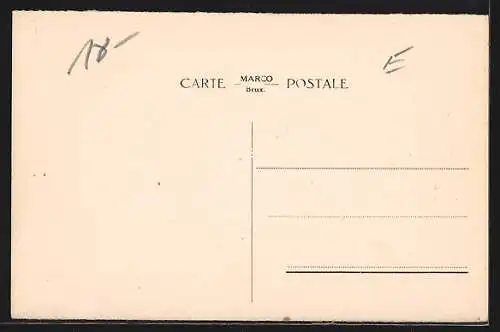 18- E
CARTE MARCO POSTALE
Brux.